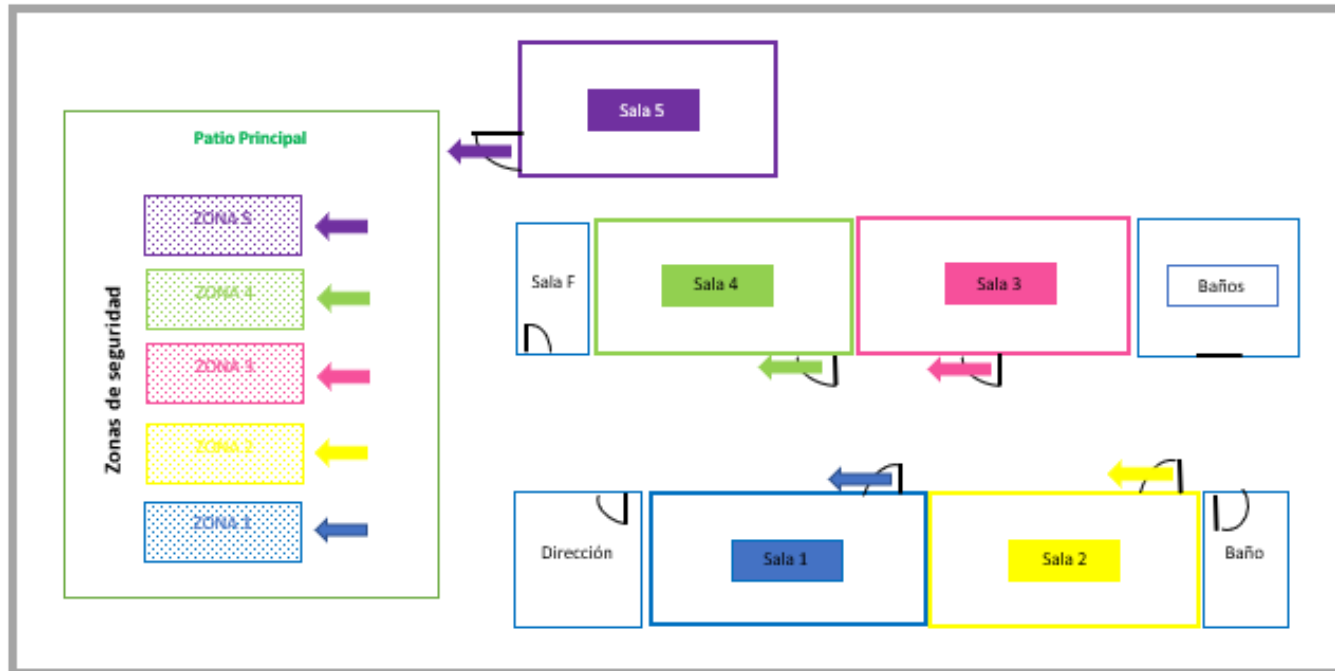 Patio Principal
Zonas de seguridad
ZONA 5
ZONA 4
ZONA 3
ZONA 2
ZONA 1
Sala 5
Sala F
Sala 4
Sala 3
Baños
Dirección
Sala 1
Sala 2
Baño